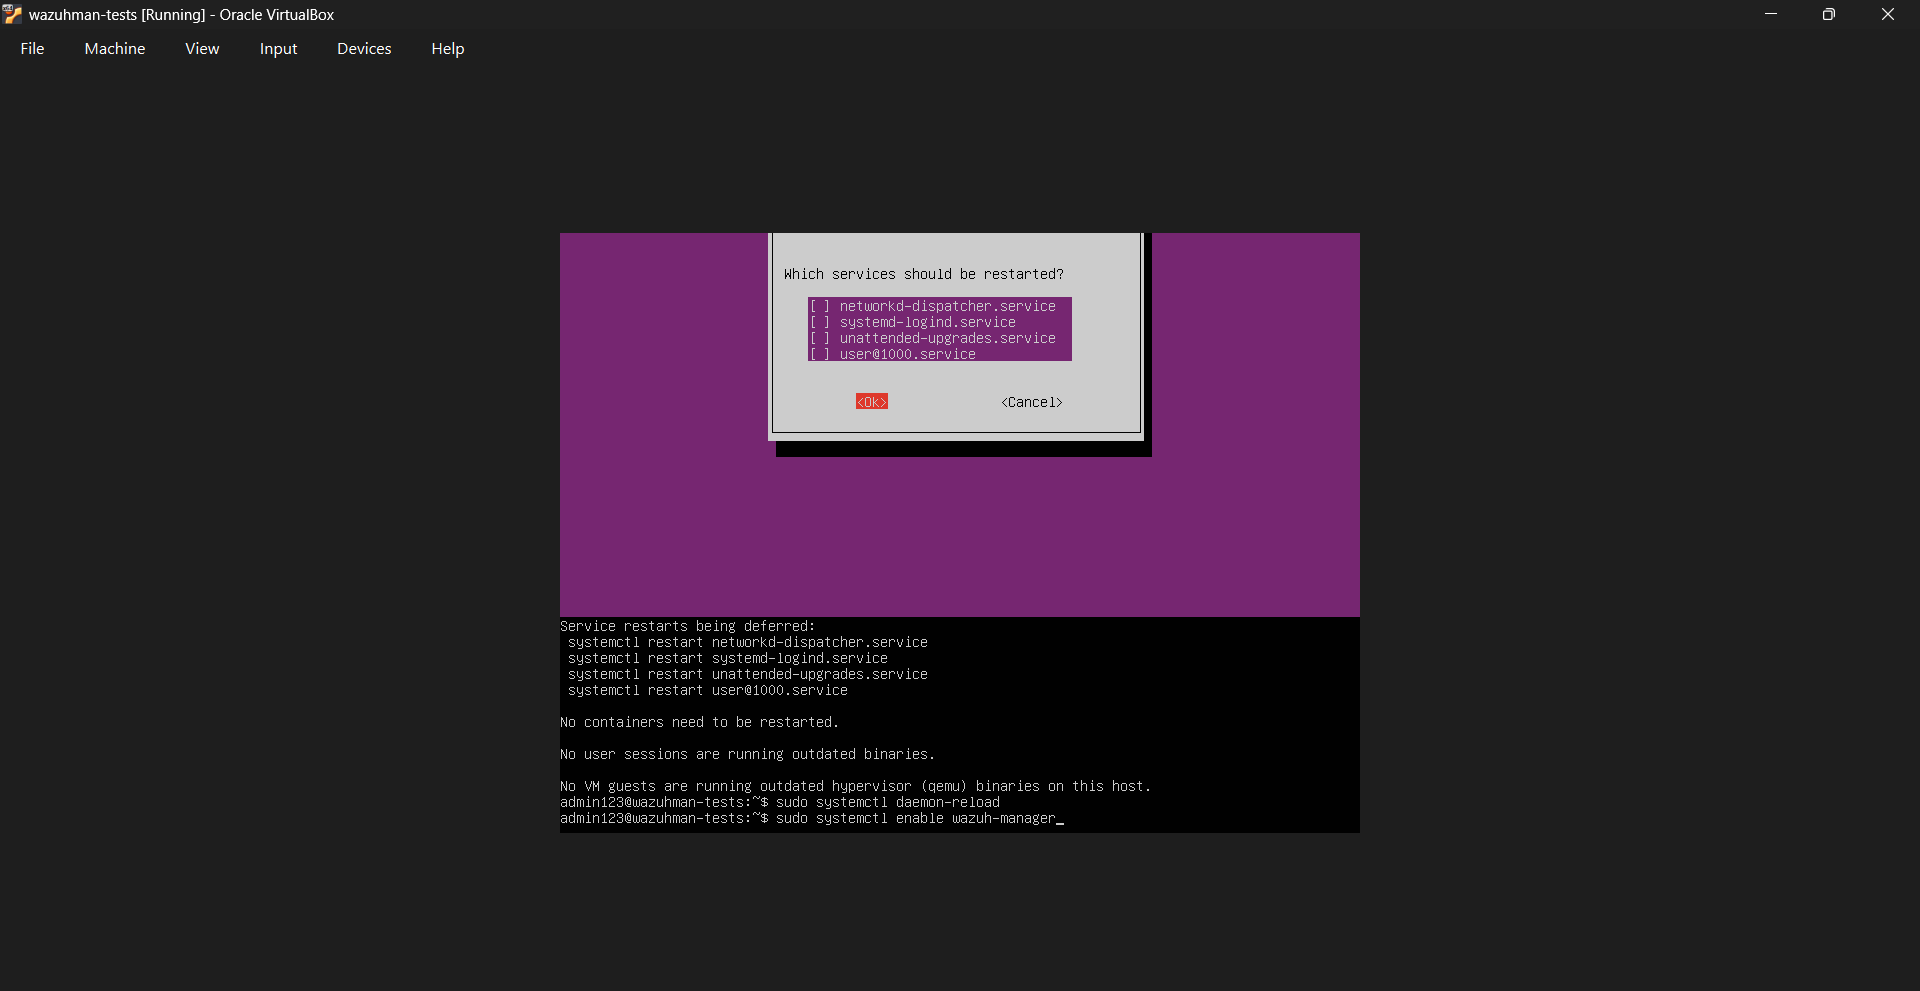 wazuhman-tests [Running] - Oracle VirtualBox
File Machine View Input Devices Help
Which services should be restarted?
[ ] networkd-dispatcher.service
[ ] systemd-logind.service
[ ] unattended-upgrades.service
[ ] user@1000.service
<Ok> <Cancel>
Service restarts being deferred:
systemctl restart networkd-dispatcher.service
systemctl restart systemd-logind.service
systemctl restart unattended-upgrades.service
systemctl restart user@1000.service
No containers need to be restarted.
No user sessions are running outdated binaries.
No VM guests are running outdated hypervisor (qemu) binaries on this host.
admin123@wazuhman-tests:~$ sudo systemctl daemon-reload
admin123@wazuhman-tests:~$ sudo systemctl enable wazuh-manager_